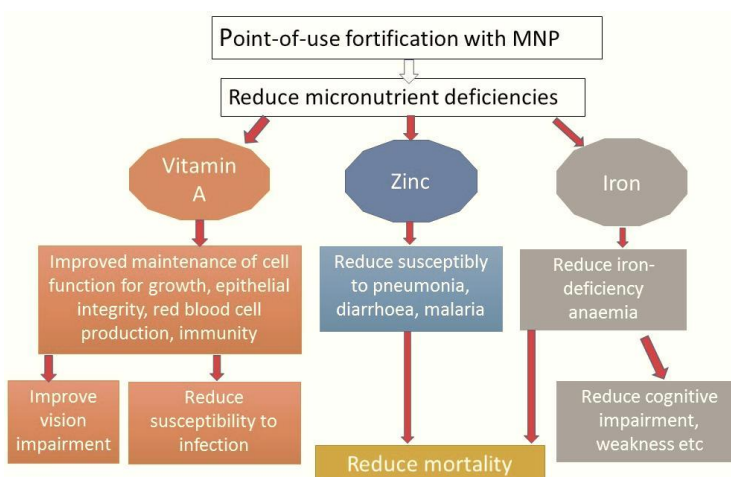 Point-of-use fortification with MNP
Reduce micronutrient deficiencies
Vitamin
A
Zinc
Iron
Improved maintenance of cell
function for growth, epithelial
integrity, red blood cell
production, immunity
Reduce susceptibly
to pneumonia,
diarrhoea, malaria
Reduce iron-
deficiency
anaemia
Improve
vision
impairment
Reduce
susceptibility to
infection
Reduce mortality
Reduce cognitive
impairment,
weakness etc